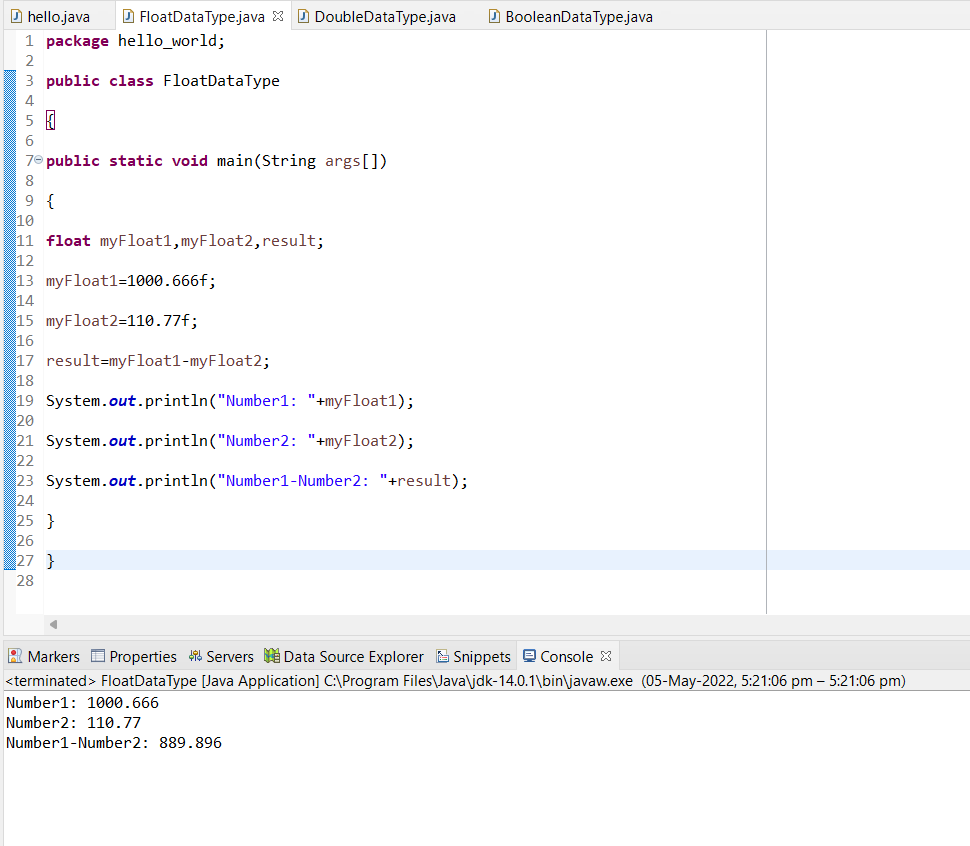 hello.java FloatDataType.java DoubleDataType.java BooleanDataType.java
1 package hello_world;
2
3 public class FloatDataType
4
5 {
6
7 public static void main(String args[])
8
9 {
10
11 float myFloat1,myFloat2,result;
12
13 myFloat1=1000.666f;
14
15 myFloat2=110.77f;
16
17 result=myFloat1-myFloat2;
18
19 System.out.println("Number1: "+myFloat1);
20
21 System.out.println("Number2: "+myFloat2);
22
23 System.out.println("Number1-Number2: "+result);
24
25 }
26
27 }
28
Markers Properties Servers Data Source Explorer Snippets Console
<terminated> FloatDataType [Java Application] C:\Program Files\Java\jdk-14.0.1\bin\javaw.exe (05-May-2022, 5:21:06 pm – 5:21:06 pm)
Number1: 1000.666
Number2: 110.77
Number1-Number2: 889.896